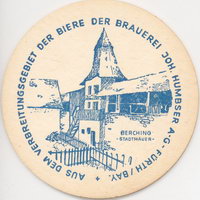 AUS DEM VERBREITUNGSGEBIET DER BIERE DER BRAUEREI JOH. HUMBSER A.-G. FÜRTH/BAY.
BERCHING
-STADTMAUER-